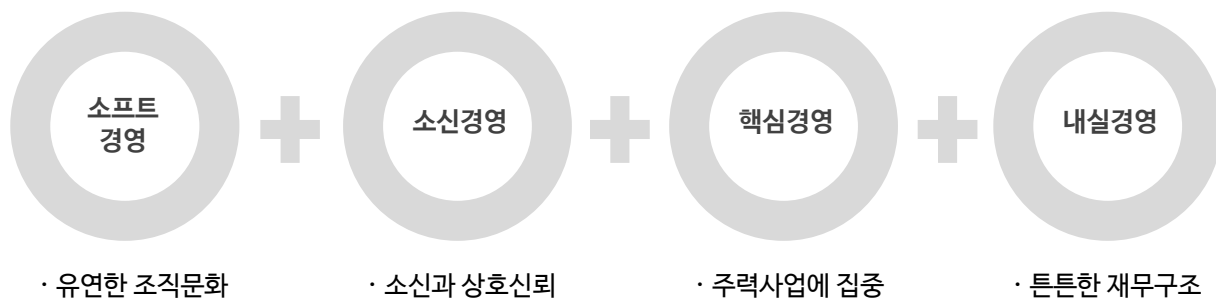 소프트
경영
소신경영
핵심경영
내실경영
· 유연한 조직문화
· 소신과 상호신뢰
· 주력사업에 집중
· 튼튼한 재무구조